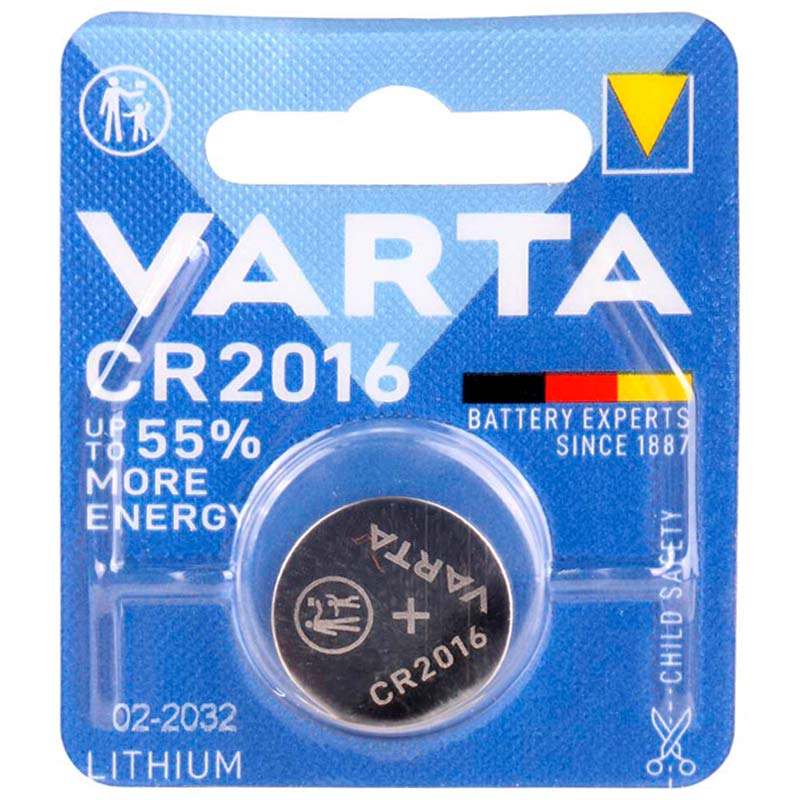 VARTA
CR2016
UP TO 55%
MORE
ENERGY
BATTERY EXPERTS
SINCE 1887
CHILD SAFETY
VARTA
+
CR2016
02-2032
LITHIUM